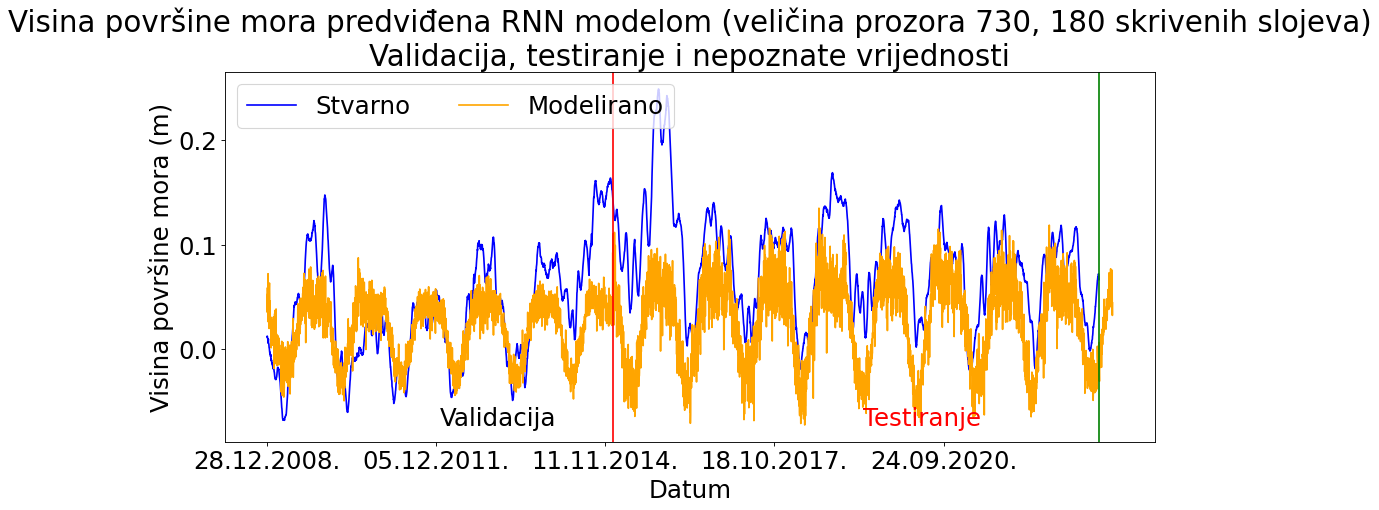 Visina površine mora predviđena RNN modelom (veličina prozora 730, 180 skrivenih slojeva)
Validacija, testiranje i nepoznate vrijednosti
Stvarno
Modelirano
Visina površine mora (m)
0.2
0.1
0.0
Validacija
Testiranje
28.12.2008.
05.12.2011.
11.11.2014.
18.10.2017.
24.09.2020.
Datum